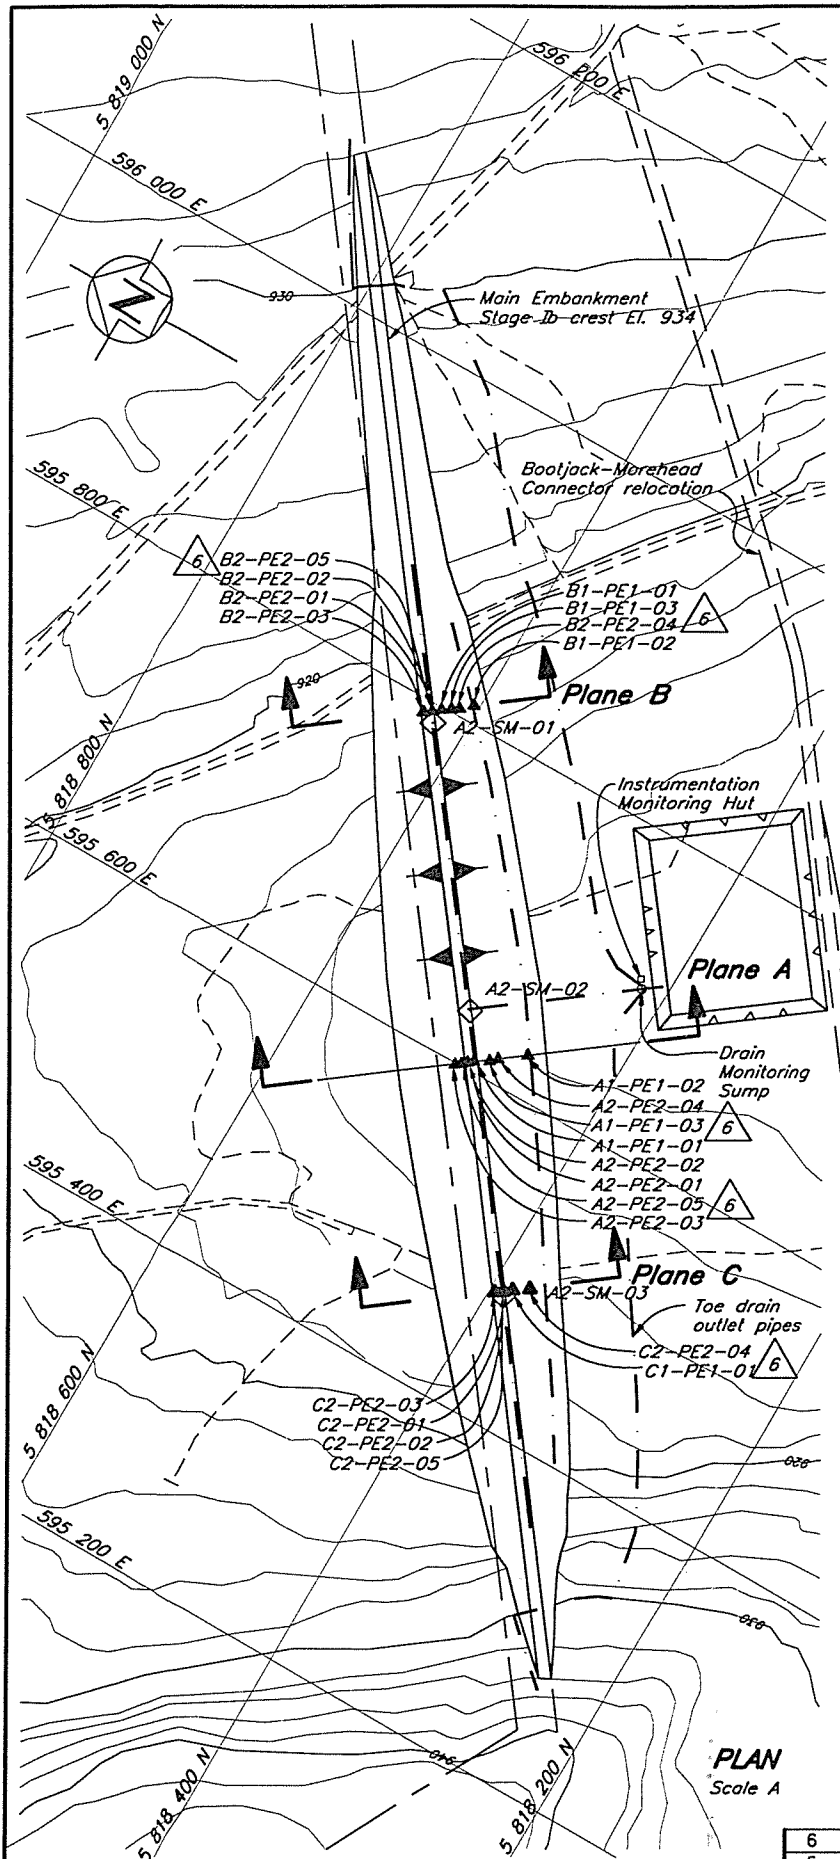 5 819 000 N
596 200 E
596 000 E
N
930
Main Embankment
Stage Ib crest El. 934
Bootjack-Morehead
Connector relocation
595 800 E
6
B2-PE2-05
B2-PE2-02
B2-PE2-01
B2-PE2-03
B1-PE1-01
B1-PE1-03
B2-PE2-04
B1-PE1-02
6
920
Plane B
A2-SM-01
5 818 800 N
Instrumentation
Monitoring Hut
595 600 E
Plane A
A2-SM-02
Drain
Monitoring
Sump
A1-PE1-02
A2-PE2-04
A1-PE1-03
A1-PE1-01
6
A2-PE2-02
A2-PE2-01
A2-PE2-05
A2-PE2-03
6
595 400 E
Plane C
A2-SM-03
Toe drain
outlet pipes
C2-PE2-04
C1-PE1-01
6
5 818 600 N
C2-PE2-03
C2-PE2-01
C2-PE2-02
C2-PE2-05
920
595 200 E
930
940
5 818 400 N
5 818 200 N
PLAN
Scale A
6